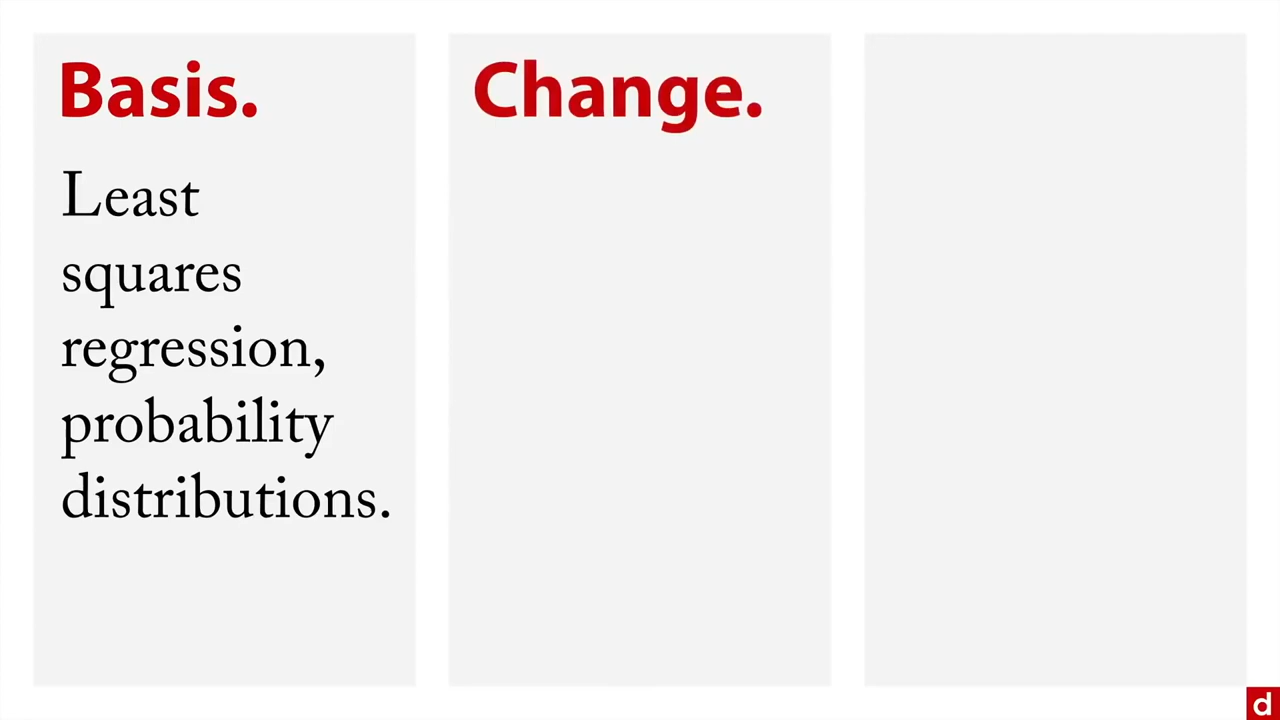 Basis.
Least
squares
regression,
probability
distributions.
Change.
d